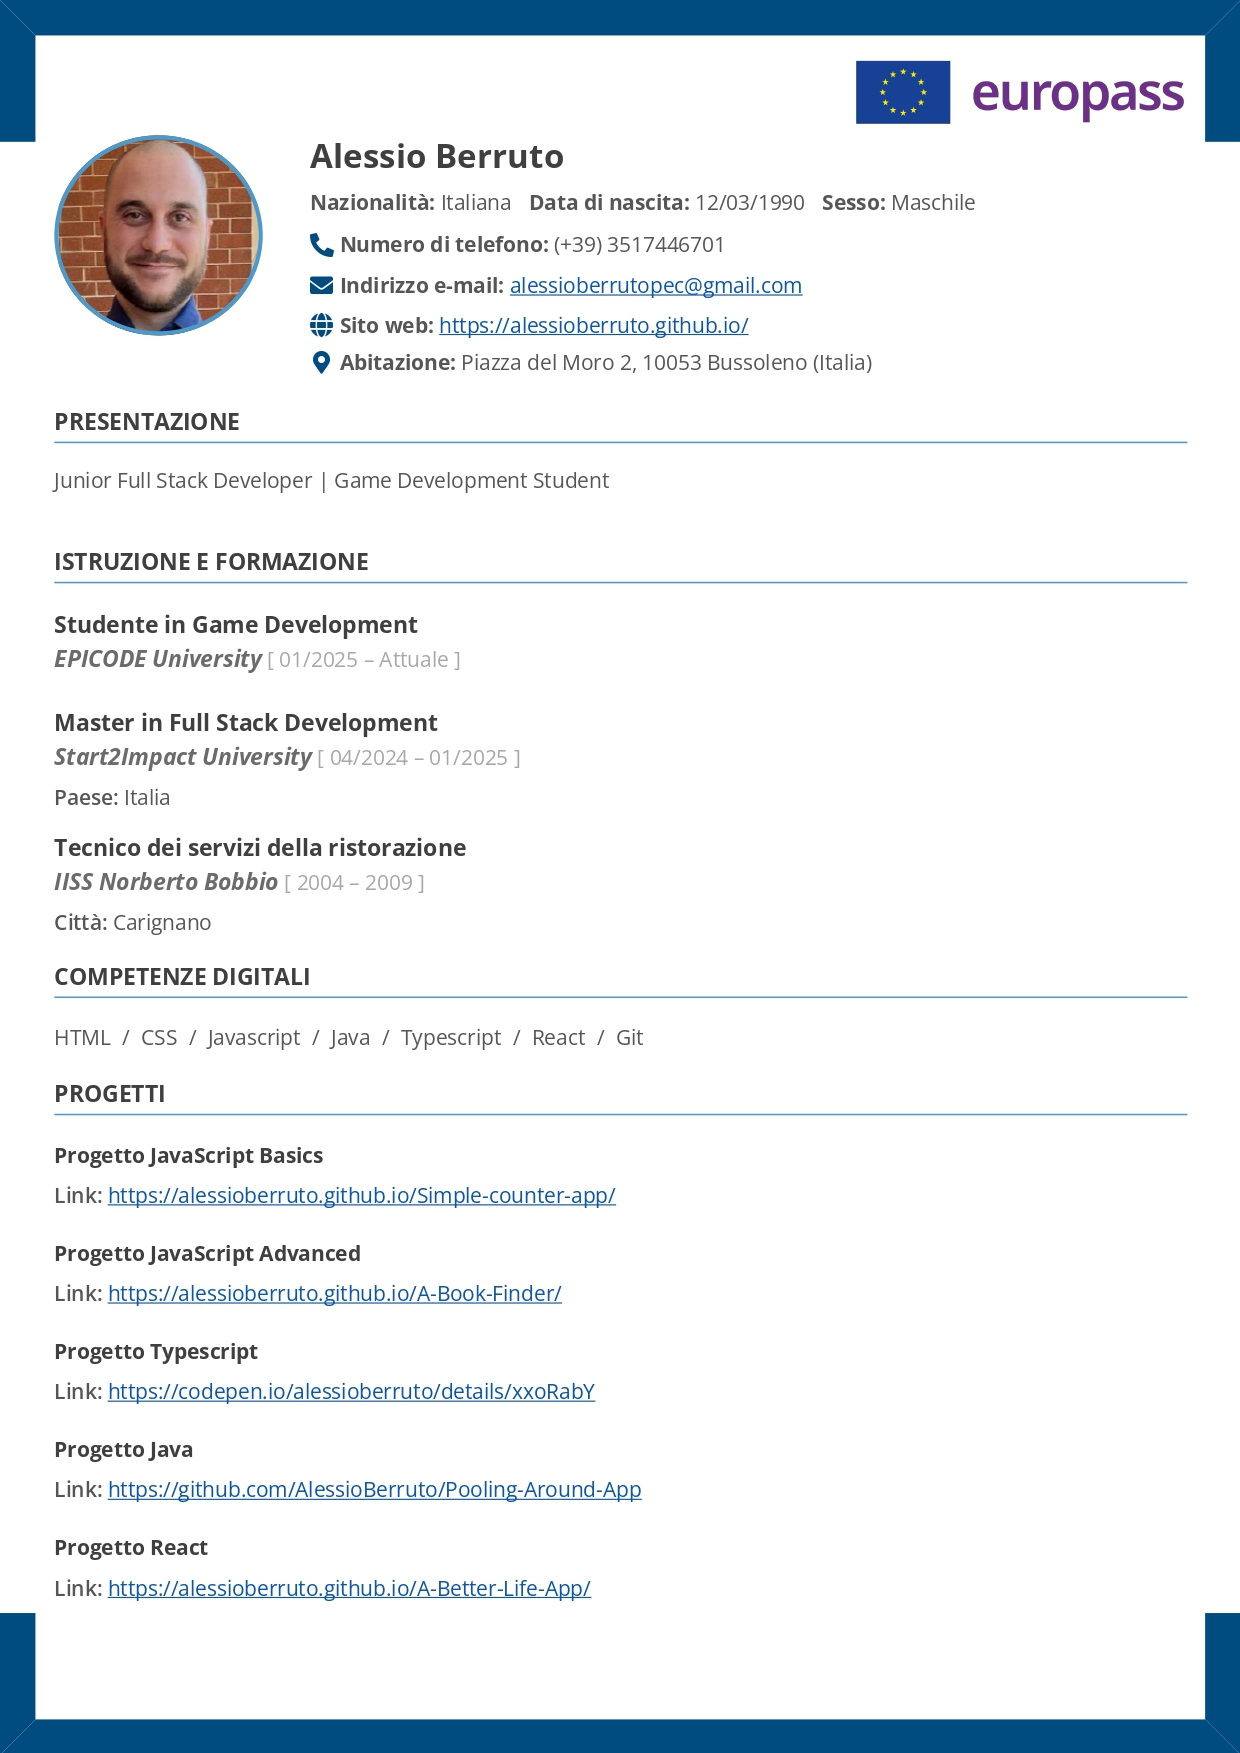 europass
Alessio Berruto
Nazionalità: Italiana Data di nascita: 12/03/1990 Sesso: Maschile
Numero di telefono: (+39) 3517446701
Indirizzo e-mail: alessioberrutopec@gmail.com
Sito web: https://alessioberruto.github.io/
Abitazione: Piazza del Moro 2, 10053 Bussoleno (Italia)
PRESENTAZIONE
Junior Full Stack Developer | Game Development Student
ISTRUZIONE E FORMAZIONE
Studente in Game Development
EPICODE University [ 01/2025 – Attuale ]
Master in Full Stack Development
Start2Impact University [ 04/2024 – 01/2025 ]
Paese: Italia
Tecnico dei servizi della ristorazione
IISS Norberto Bobbio [ 2004 – 2009 ]
Città: Carignano
COMPETENZE DIGITALI
HTML / CSS / Javascript / Java / Typescript / React / Git
PROGETTI
Progetto JavaScript Basics
Link: https://alessioberruto.github.io/Simple-counter-app/
Progetto JavaScript Advanced
Link: https://alessioberruto.github.io/A-Book-Finder/
Progetto Typescript
Link: https://codepen.io/alessioberruto/details/xxoRabY
Progetto Java
Link: https://github.com/AlessioBerruto/Pooling-Around-App
Progetto React
Link: https://alessioberruto.github.io/A-Better-Life-App/